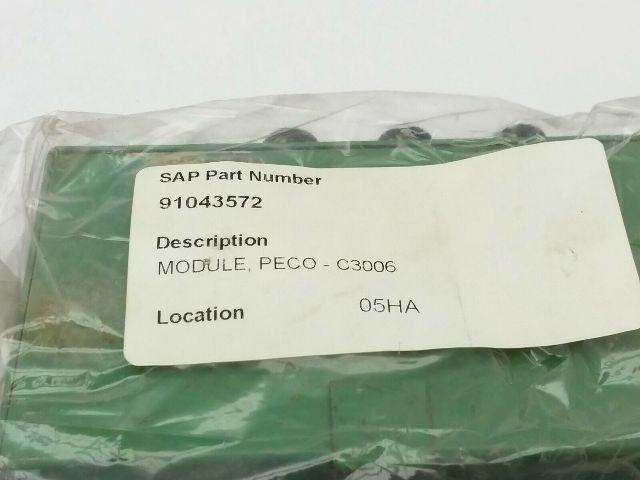 SAP Part Number
91043572
Description
MODULE, PECO - C3006
Location 05HA